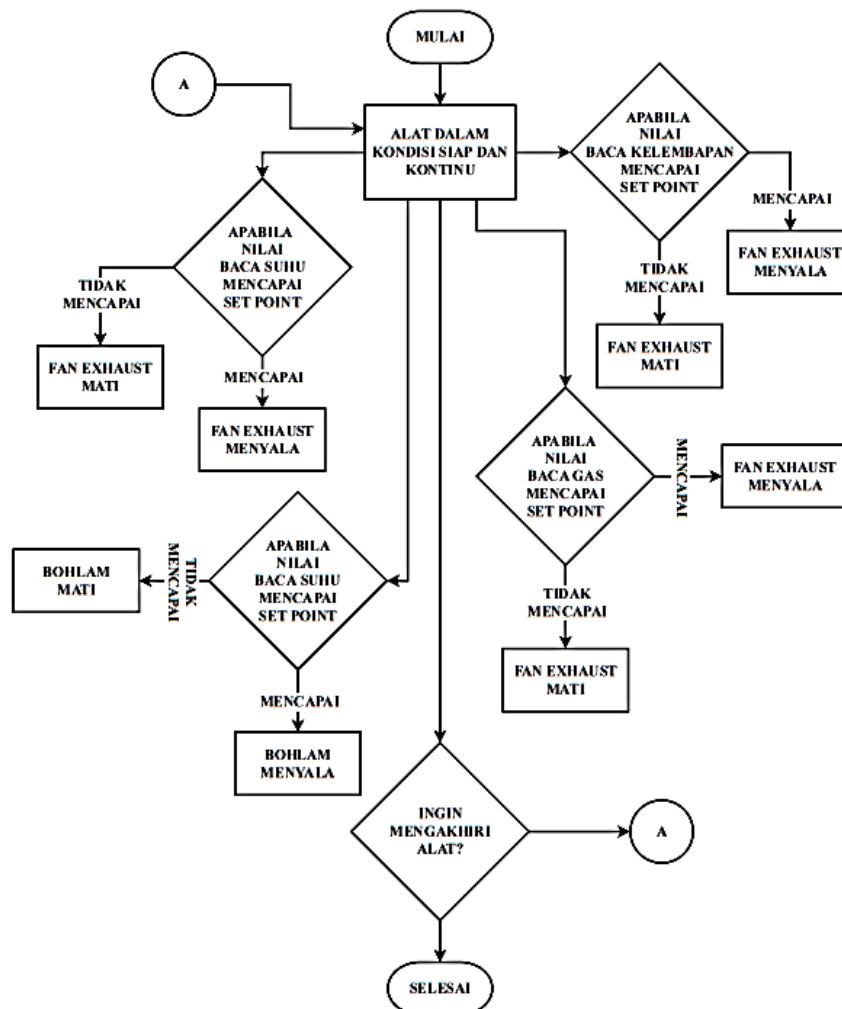 MULAI
A
ALAT DALAM
KONDISI SIAP DAN
KONTINU
APABILA
NILAI
BACA KELEMBAPAN
MENCAPAI
SET POINT
MENCAPAI
FAN EXHAUST
MENYALA
TIDAK
MENCAPAI
FAN EXHAUST
MATI
APABILA
NILAI
BACA SUHU
MENCAPAI
SET POINT
TIDAK
MENCAPAI
FAN EXHAUST
MATI
MENCAPAI
FAN EXHAUST
MENYALA
APABILA
NILAI
BACA GAS
MENCAPAI
SET POINT
MENCAPAI
FAN EXHAUST
MENYALA
TIDAK
MENCAPAI
FAN EXHAUST
MATI
APABILA
NILAI
BACA SUHU
MENCAPAI
SET POINT
TIDAK
MENCAPAI
BOHLAM
MATI
MENCAPAI
BOHLAM
MENYALA
INGIN
MENGAKHIRI
ALAT?
A
SELESAI